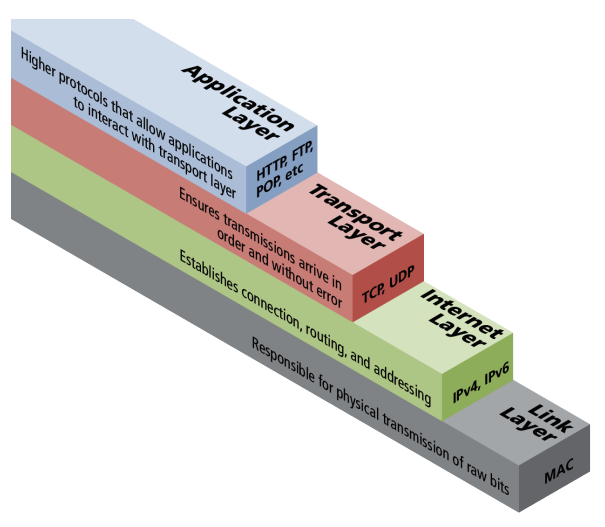 Application
Layer
Higher protocols that allow applications
to interact with transport layer
HTTP, FTP,
POP, etc
Transport
Layer
Ensures transmissions arrive in
order and without error
TCP, UDP
Internet
Layer
Establishes connection, routing, and addressing
IPv4, IPv6
Link
Layer
Responsible for physical transmission of raw bits
MAC